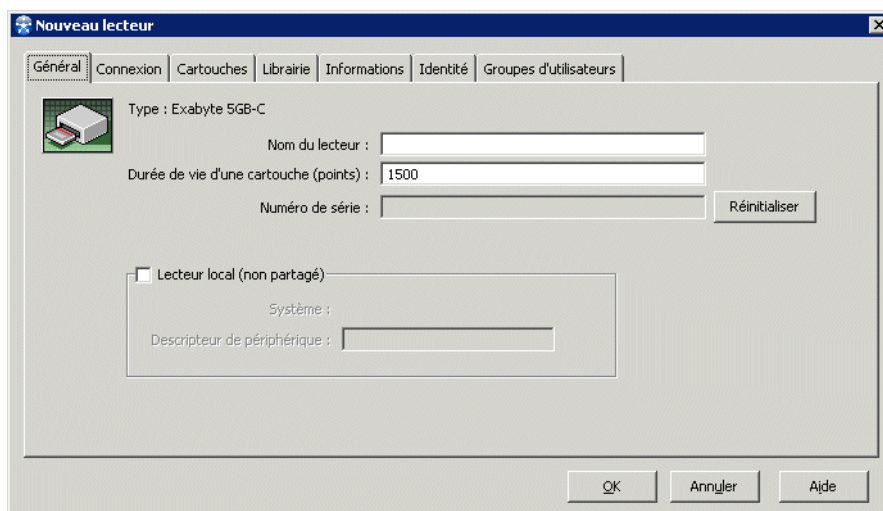 Nouveau lecteur
Général Connexion Cartouches Librairie Informations Identité Groupes d'utilisateurs
Type : Exabyte 5GB-C
Nom du lecteur :
Durée de vie d'une cartouche (points) : 1500
Numéro de série : Réinitialiser
Lecteur local (non partagé)
Système :
Descripteur de périphérique :
OK Annuler Aide